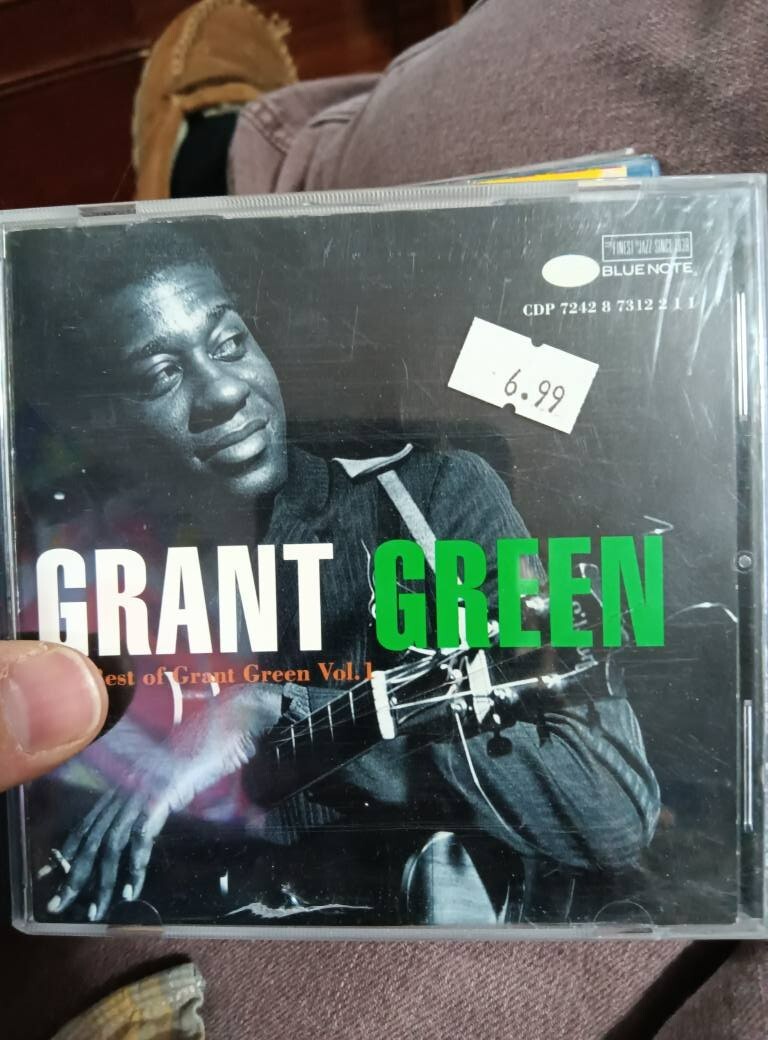 THE FINEST IN JAZZ SINCE 1939
BLUE NOTE
CDP 7242 8 7312 2 1 1
6.99
GRANT GREEN
Best of Grant Green Vol. 1